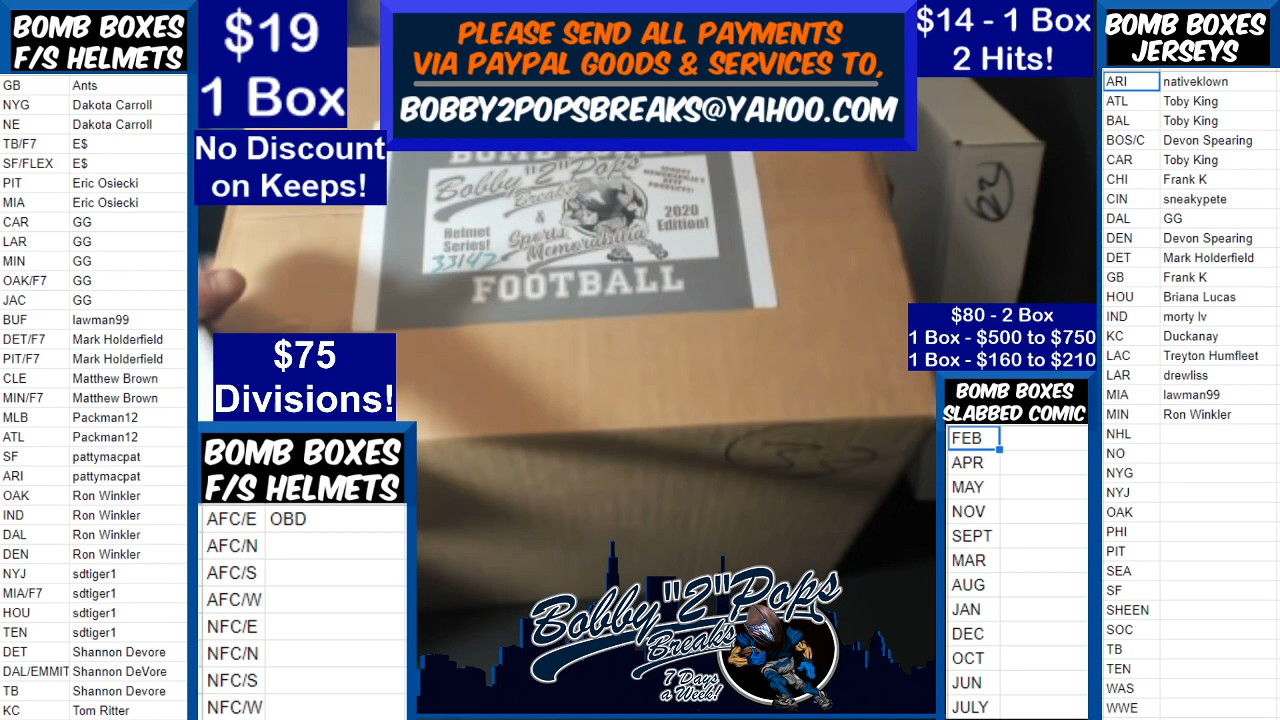 BOMB BOXES
F/S HELMETS
GB Ants
NYG Dakota Carroll
NE Dakota Carroll
TB/F7 E$
SF/FLEX E$
PIT Eric Osiecki
MIA Eric Osiecki
CAR GG
LAR GG
MIN GG
OAK/F7 GG
JAC GG
BUF lawman99
DET/F7 Mark Holderfield
PIT/F7 Mark Holderfield
CLE Matthew Brown
MIN/F7 Matthew Brown
MLB Packman12
ATL Packman12
SF pattymacpat
ARI pattymacpat
OAK Ron Winkler
IND Ron Winkler
DAL Ron Winkler
DEN Ron Winkler
NYJ sdtiger1
MIA/F7 sdtiger1
HOU sdtiger1
TEN sdtiger1
DET Shannon Devore
DAL/EMMIT Shannon DeVore
TB Shannon Devore
KC Tom Ritter
$19
1 Box
No Discount
on Keeps!
$75
Divisions!
BOMB BOXES
F/S HELMETS
AFC/E OBD
AFC/N
AFC/S
AFC/W
NFC/E
NFC/N
NFC/S
NFC/W
PLEASE SEND ALL PAYMENTS
VIA PAYPAL GOODS & SERVICES TO,
BOBBY2POPSBREAKS@YAHOO.COM
Bobby "2" Pops
Breaks
&
Sports
Memorabilia
Helmet
Series!
33147
2020
Edition!
FOOTBALL
Bobby "2" Pops
Breaks
7 Days
a Week!
$14 - 1 Box
2 Hits!
$80 - 2 Box
1 Box - $500 to $750
1 Box - $160 to $210
BOMB BOXES
SLABBED COMIC
FEB
APR
MAY
NOV
SEPT
MAR
AUG
JAN
DEC
OCT
JUN
JULY
BOMB BOXES
JERSEYS
ARI nativeklown
ATL Toby King
BAL Toby King
BOS/C Devon Spearing
CAR Toby King
CHI Frank K
CIN sneakypete
DAL GG
DEN Devon Spearing
DET Mark Holderfield
GB Frank K
HOU Briana Lucas
IND morty lv
KC Duckanay
LAC Treyton Humfleet
LAR drewliss
MIA lawman99
MIN Ron Winkler
NHL
NO
NYG
NYJ
OAK
PHI
PIT
SEA
SF
SHEEN
SOC
TB
TEN
WAS
WWE